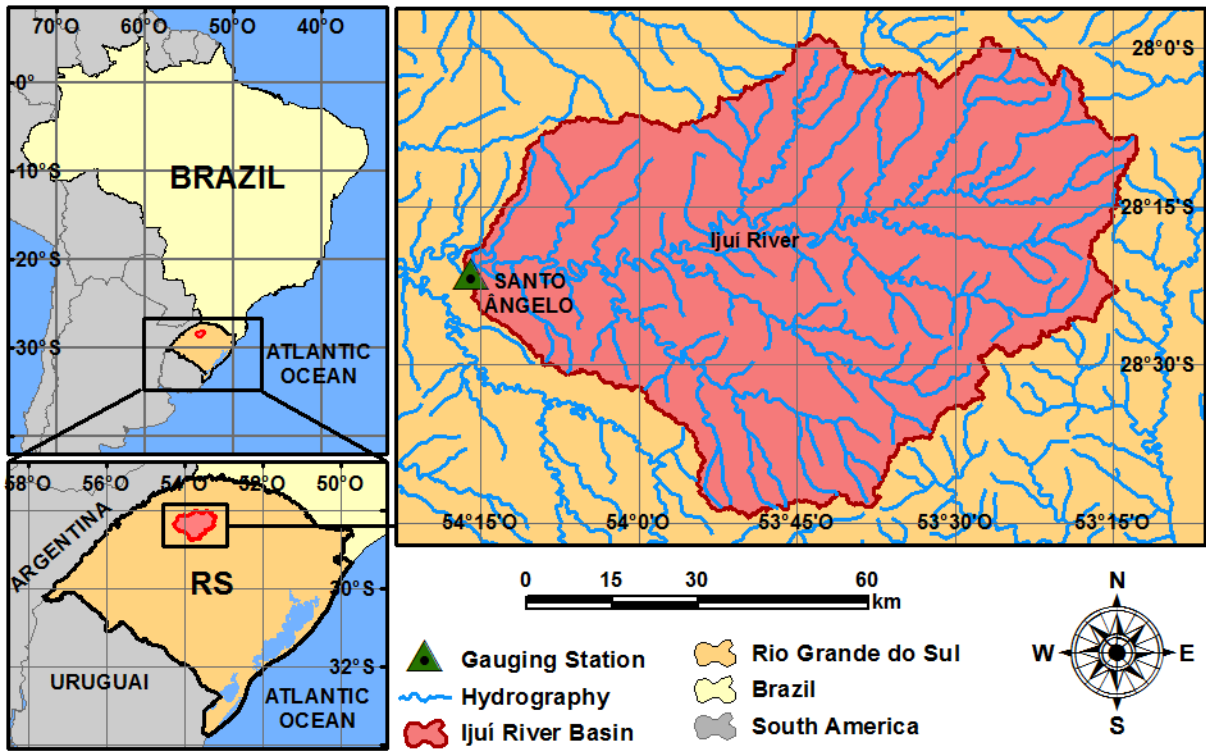 70°O 60°O 50°O 40°O
0°
BRAZIL
-10°S
-20°S
-30°S
ATLANTIC
OCEAN
58°O 56°O 54°O 52°O 50°O
ARGENTINA
RS
30°S
32°S
URUGUAI
ATLANTIC
OCEAN
28°0'S
28°15'S
Ijuí River
SANTO
ÂNGELO
28°30'S
54°15'O 54°0'O 53°45'O 53°30'O 53°15'O
0 15 30 60
km
Gauging Station
Hydrography
Ijuí River Basin
Rio Grande do Sul
Brazil
South America
N
W E
S